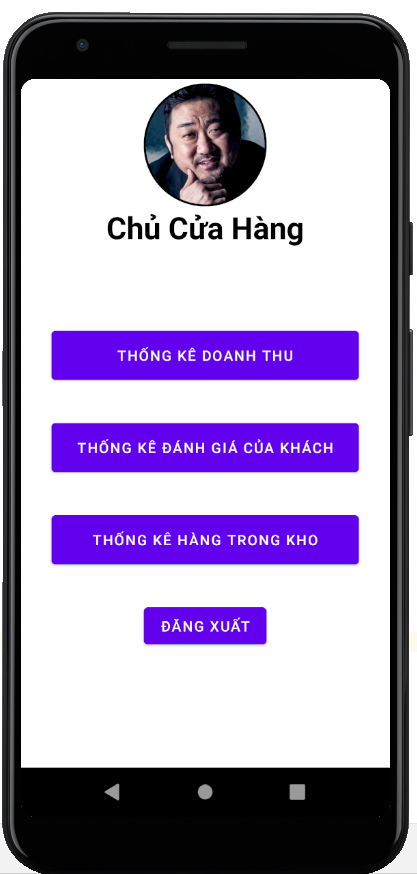 Chủ Cửa Hàng
THỐNG KÊ DOANH THU
THỐNG KÊ ĐÁNH GIÁ CỦA KHÁCH
THỐNG KÊ HÀNG TRONG KHO
ĐĂNG XUẤT